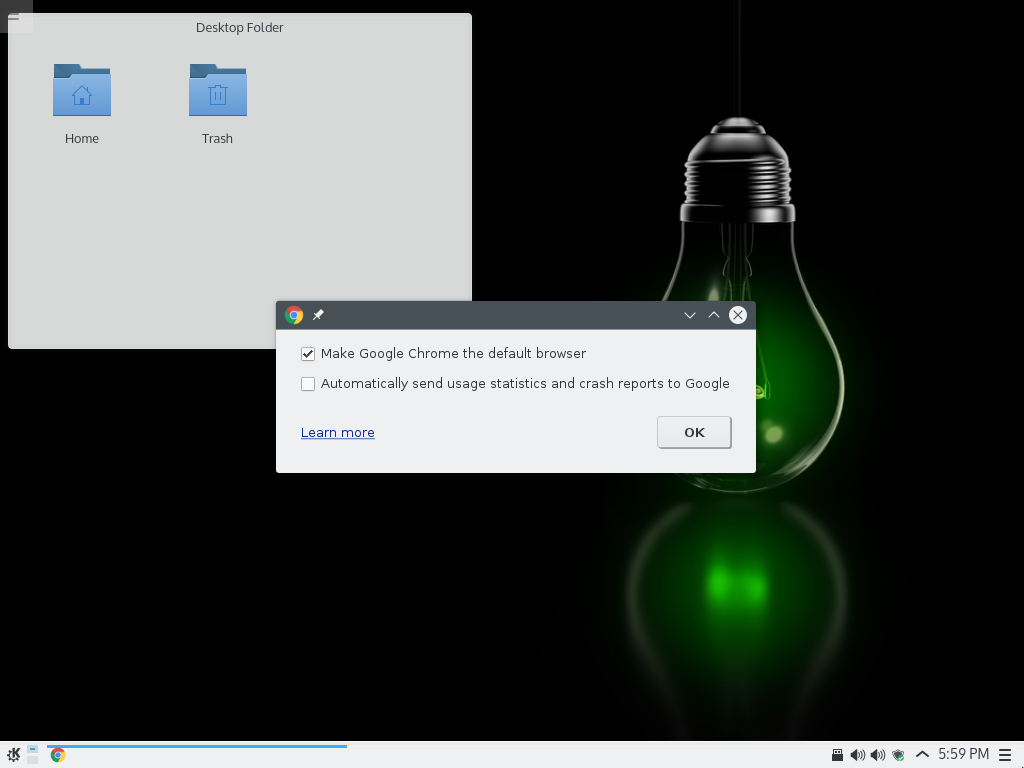 Desktop Folder
Home
Trash
Make Google Chrome the default browser
Automatically send usage statistics and crash reports to Google
Learn more
OK
5:59 PM